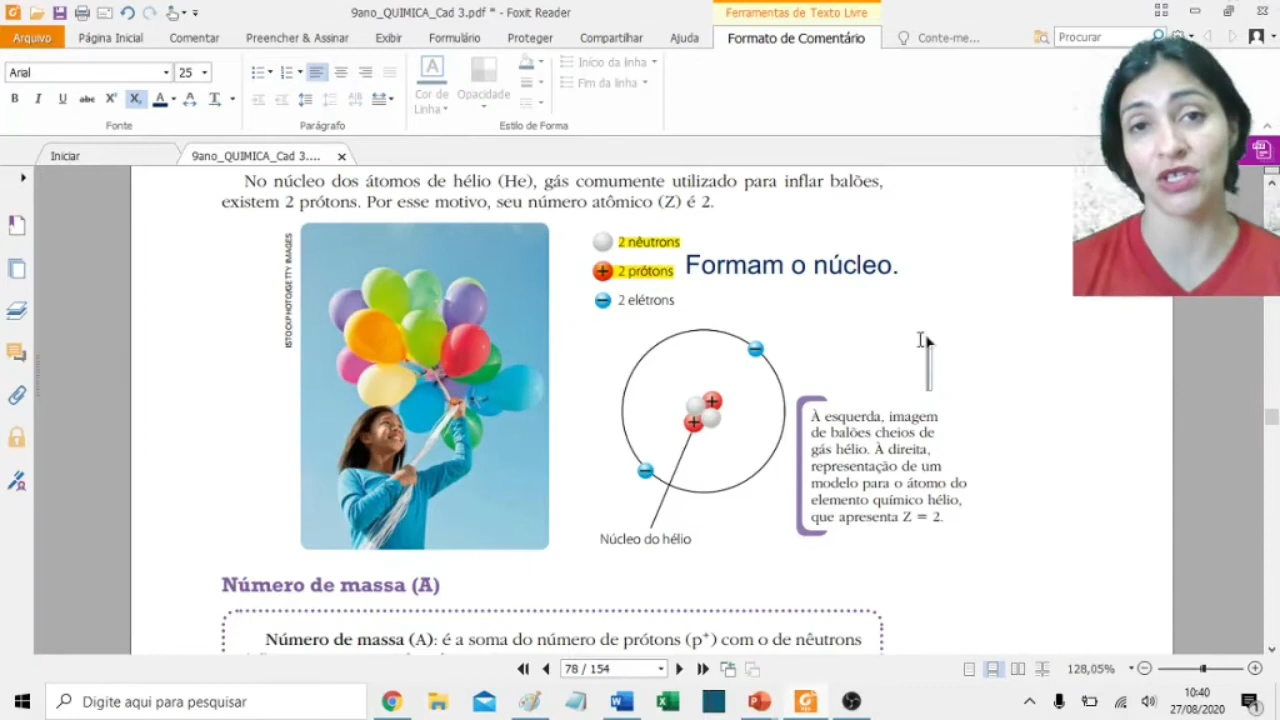 9ano_QUIMICA_Cad 3.pdf * - Foxit Reader
Ferramentas de Texto Livre
Arquivo
Página Inicial
Comentar
Preencher & Assinar
Exibir
Formulário
Proteger
Compartilhar
Ajuda
Formato de Comentário
Conte-me...
Procurar
Arial
25
Cor de Linha
Opacidade
Início da linha
Fim da linha
Fonte
Parágrafo
Estilo de Forma
Iniciar
9ano_QUIMICA_Cad 3....
No núcleo dos átomos de hélio (He), gás comumente utilizado para inflar balões,
existem 2 prótons. Por esse motivo, seu número atômico (Z) é 2.
ISTOCKPHOTO/GETTY IMAGES
2 nêutrons
2 prótons
Formam o núcleo.
2 elétrons
À esquerda, imagem
de balões cheios de
gás hélio. À direita,
representação de um
modelo para o átomo do
elemento químico hélio,
que apresenta Z = 2.
Núcleo do hélio
Número de massa (A)
Número de massa (A): é a soma do número de prótons (p⁺) com o de nêutrons
78 / 154
128,05%
Digite aqui para pesquisar
10:40
27/08/2020